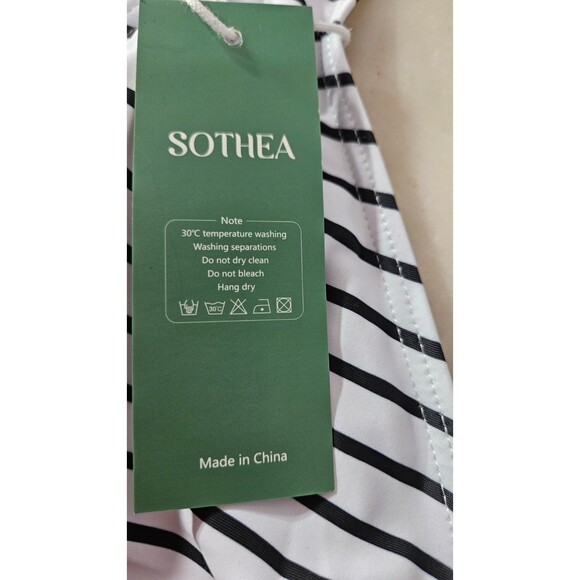 SOTHEA
Note
30℃ temperature washing
Washing separations
Do not dry clean
Do not bleach
Hang dry
30℃
Made in China